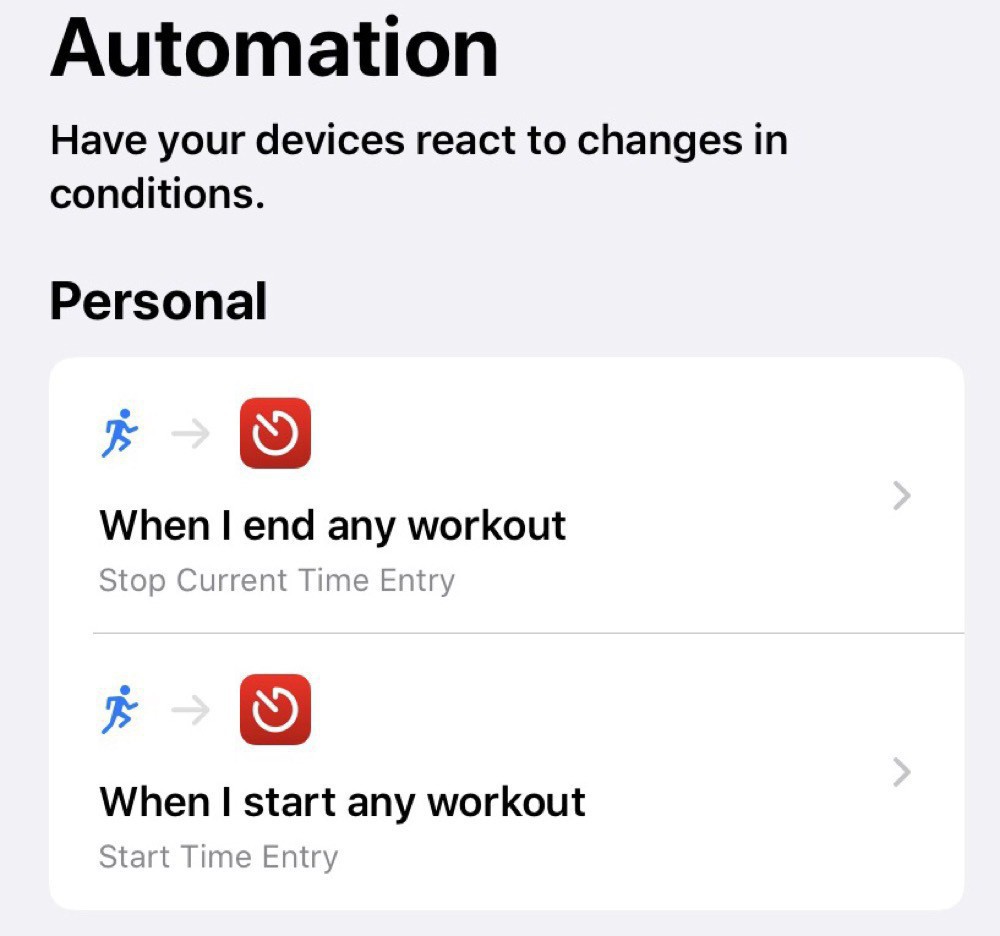 Automation
Have your devices react to changes in
conditions.
Personal
When I end any workout
Stop Current Time Entry
When I start any workout
Start Time Entry